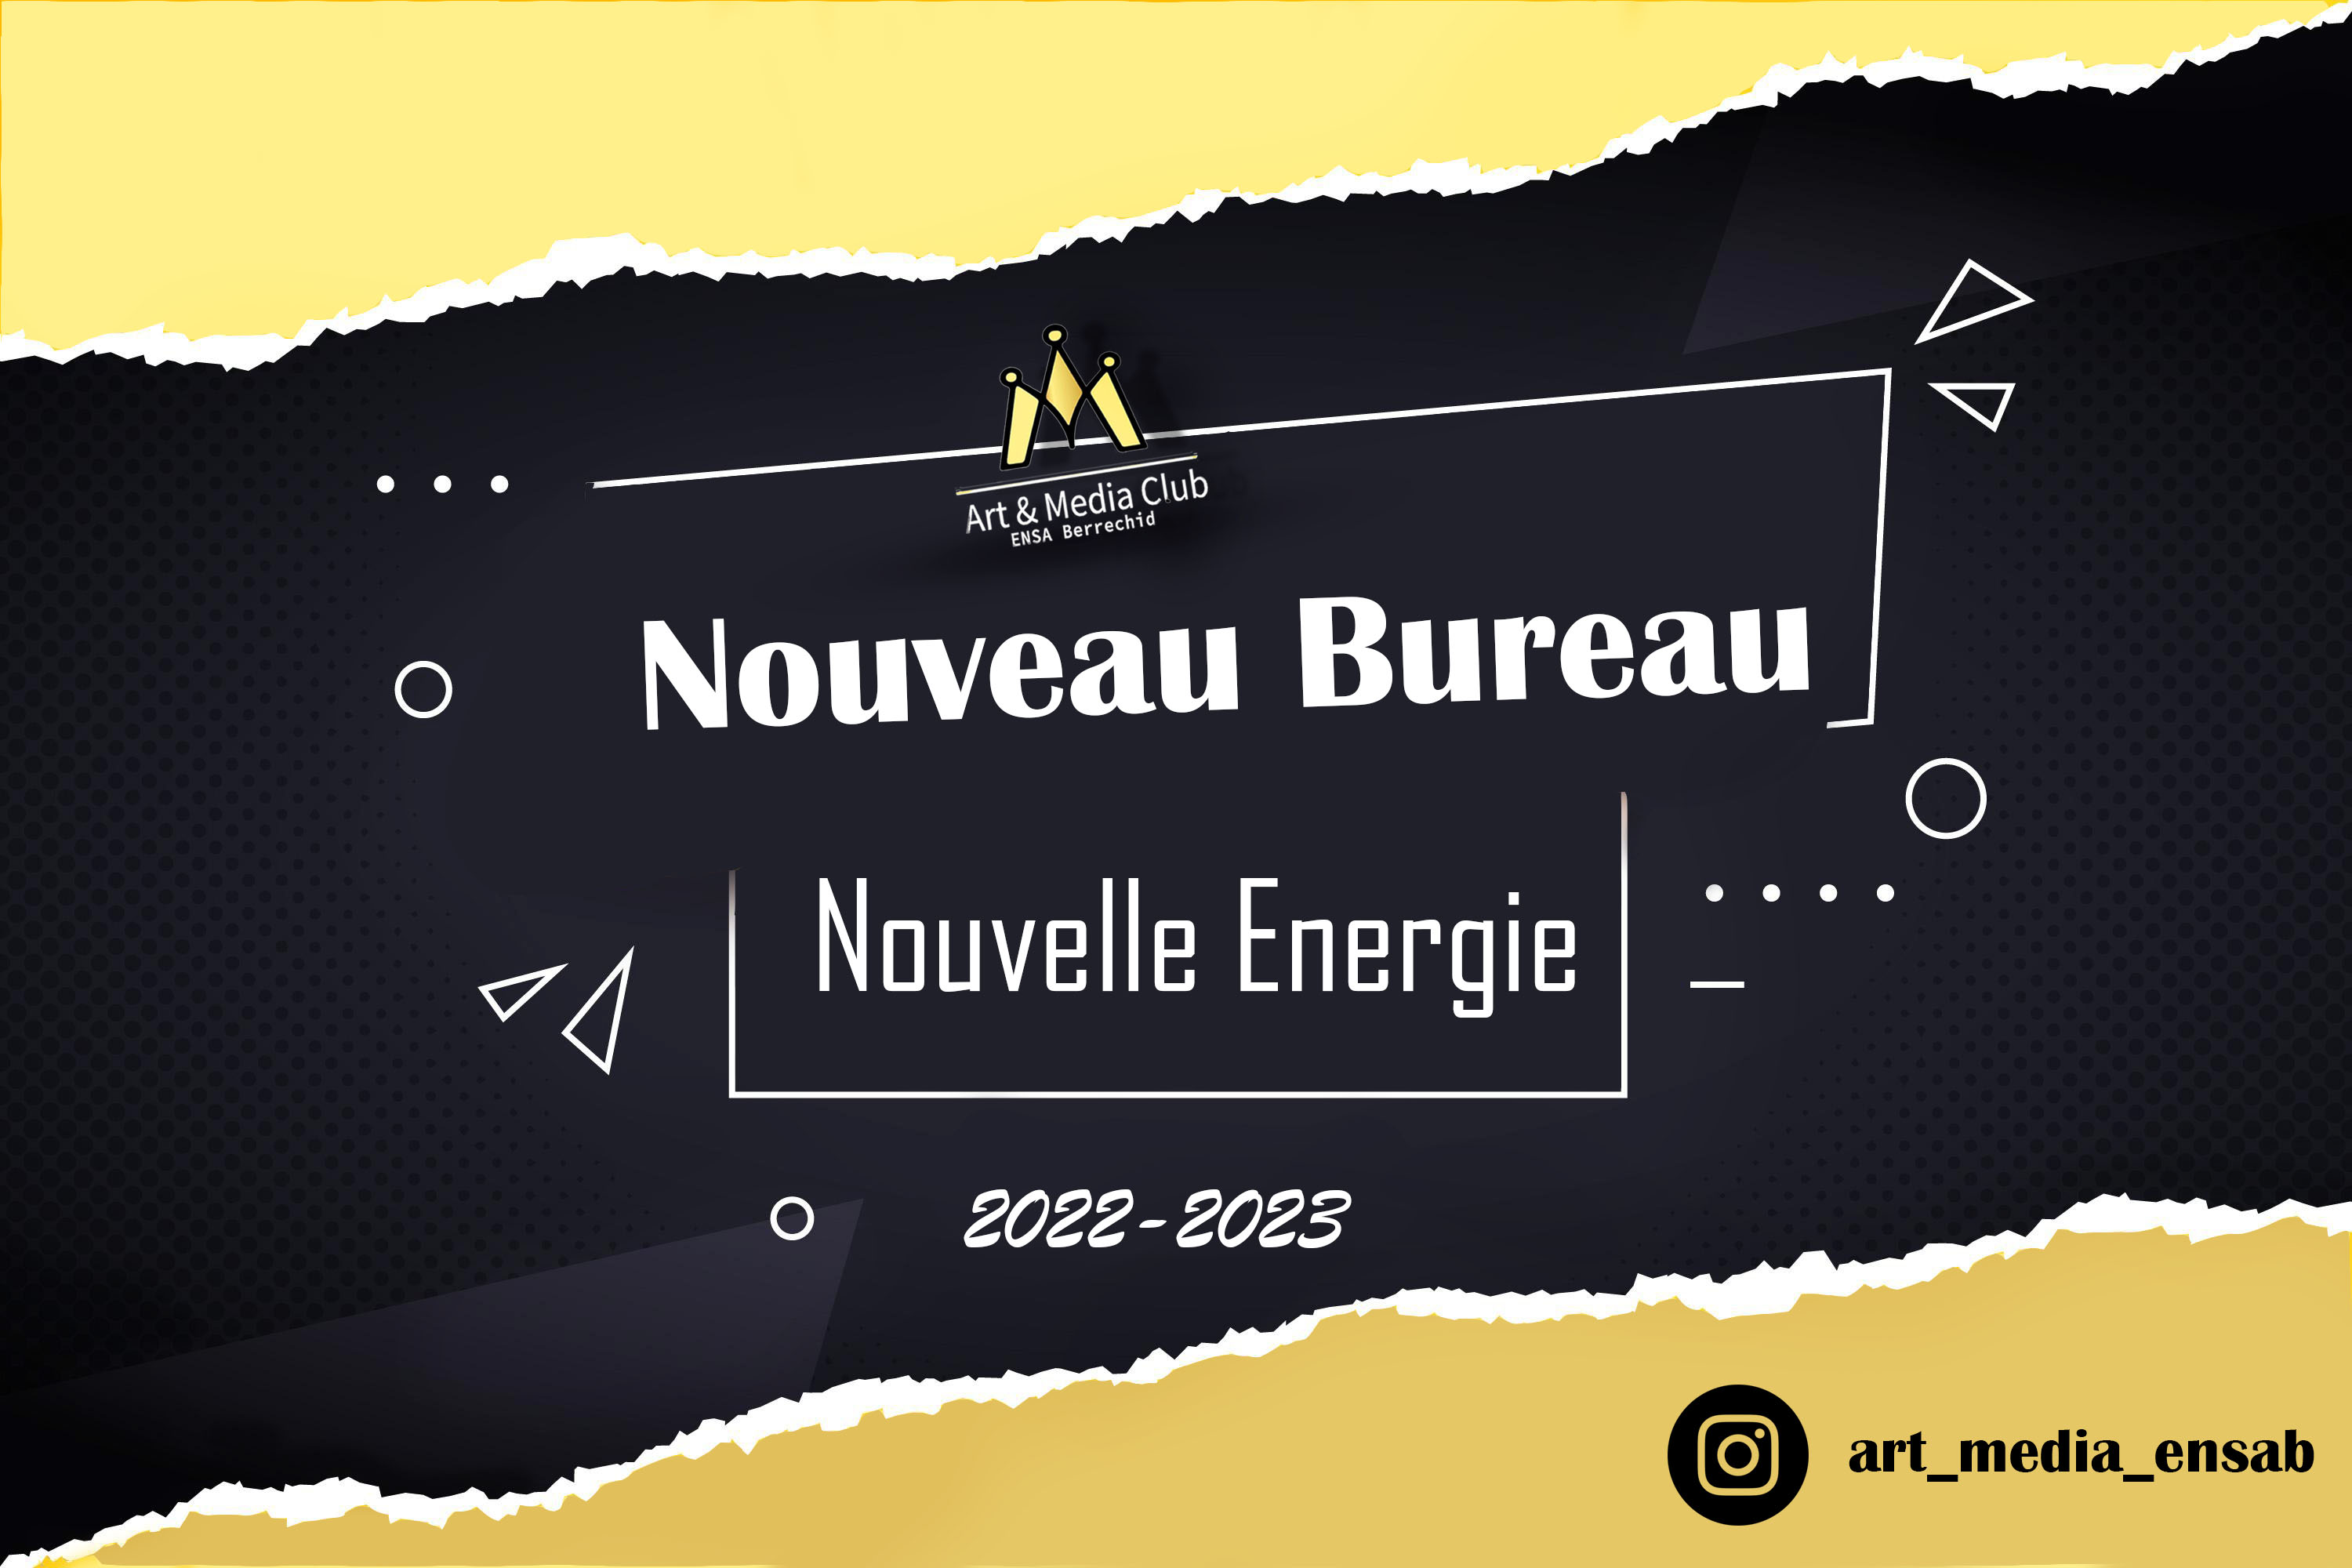 Art & Media Club
ENSA Berrechid
Nouveau Bureau
Nouvelle Energie
2022-2023
art_media_ensab